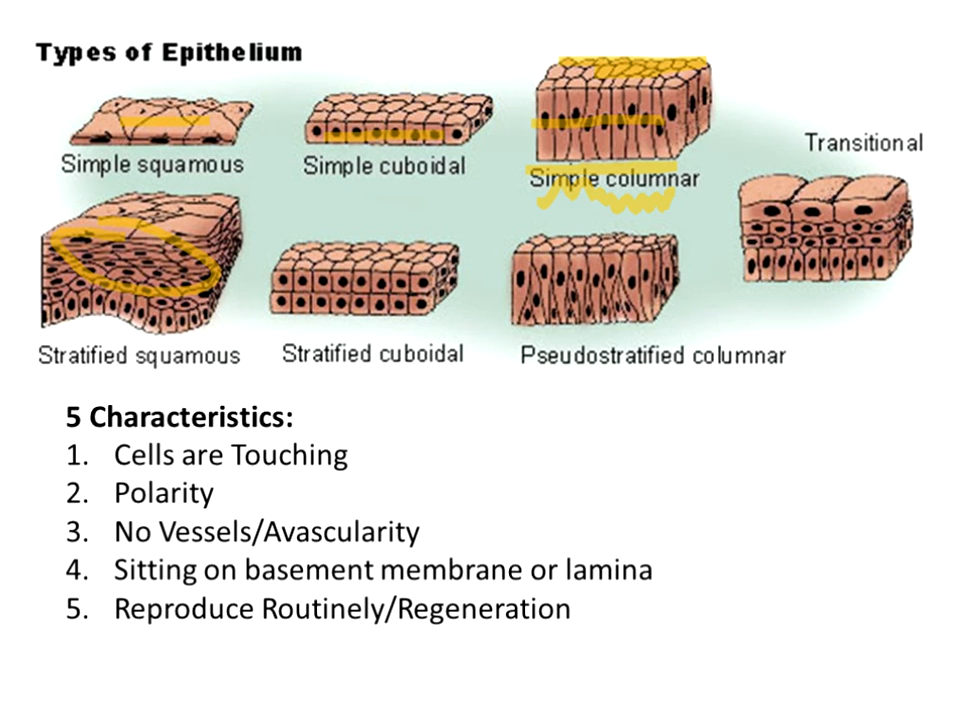 Types of Epithelium
Simple squamous
Simple cuboidal
Simple columnar
Transitional
Stratified squamous
Stratified cuboidal
Pseudostratified columnar
5 Characteristics:
1. Cells are Touching
2. Polarity
3. No Vessels/Avascularity
4. Sitting on basement membrane or lamina
5. Reproduce Routinely/Regeneration